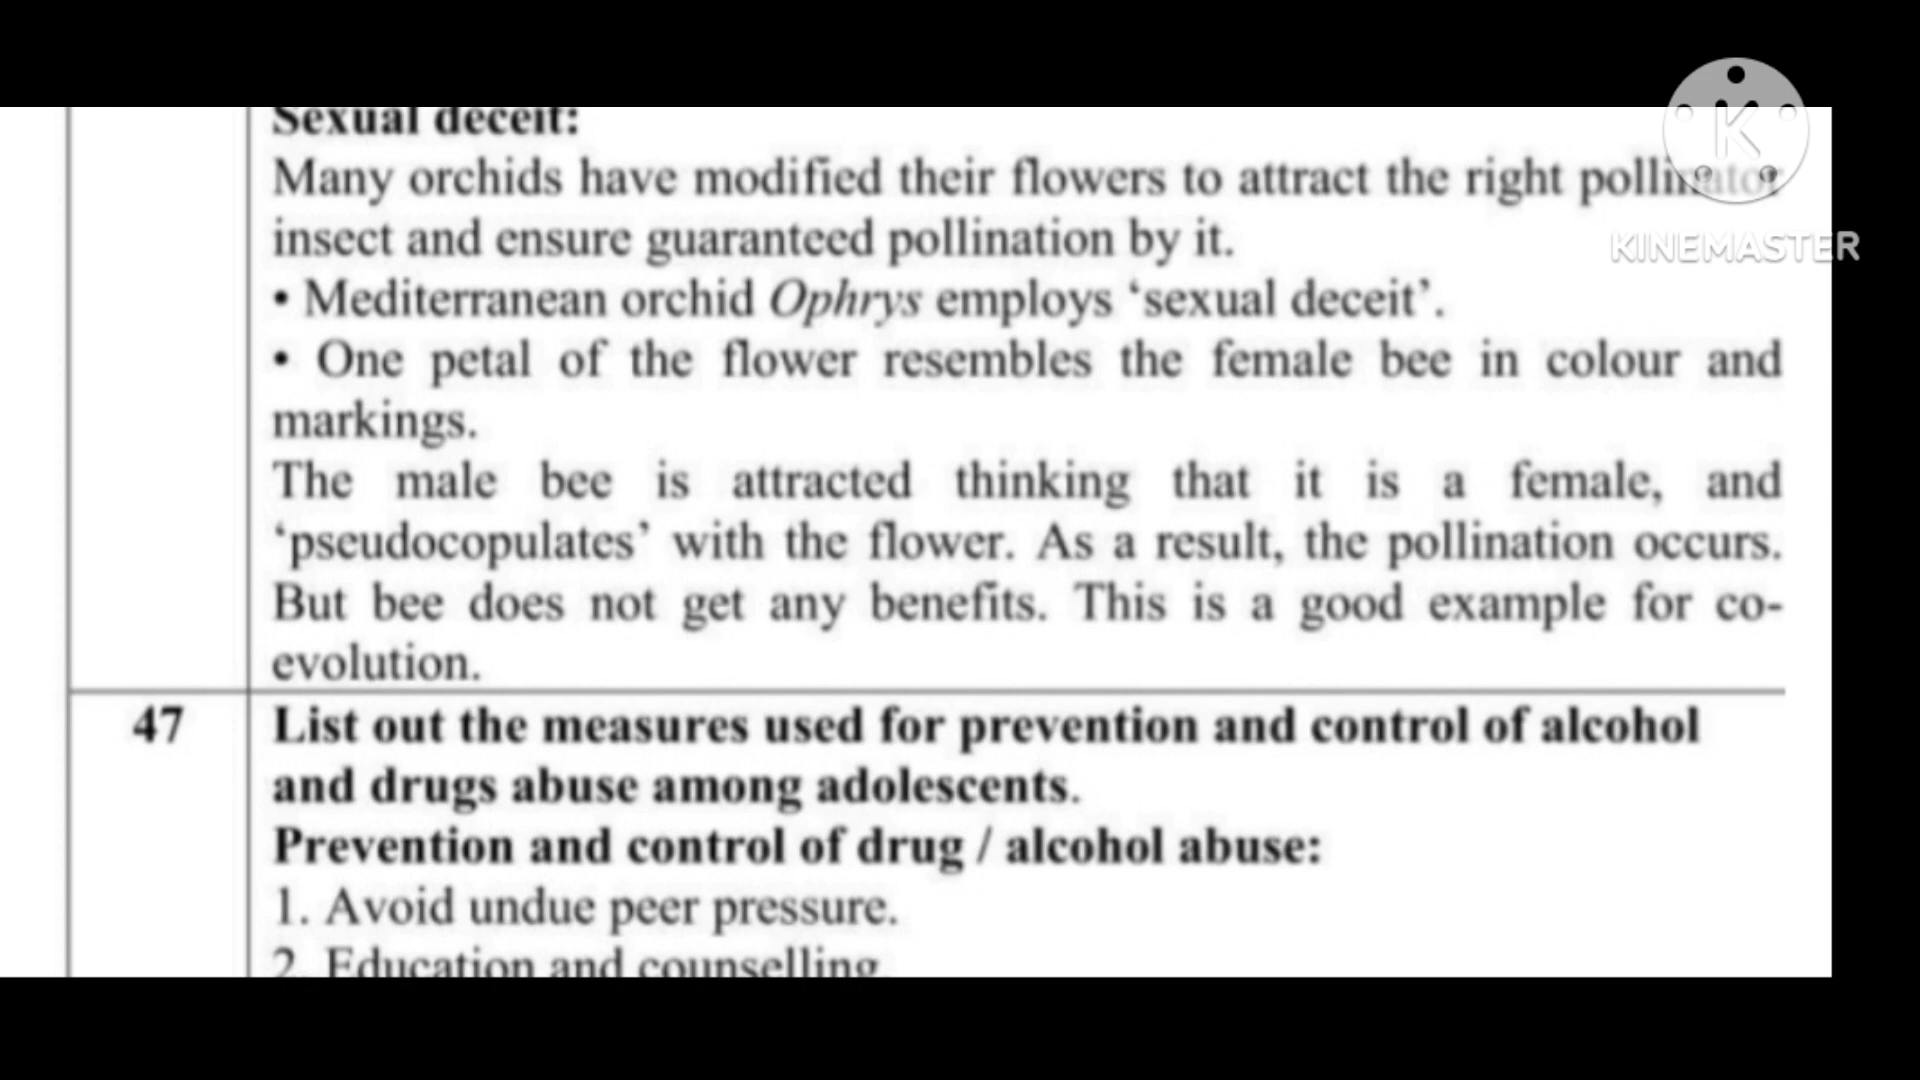 Sexual deceit:
Many orchids have modified their flowers to attract the right pollinator
insect and ensure guaranteed pollination by it.
• Mediterranean orchid Ophrys employs ‘sexual deceit’.
• One petal of the flower resembles the female bee in colour and
markings.
The male bee is attracted thinking that it is a female, and
‘pseudocopulates’ with the flower. As a result, the pollination occurs.
But bee does not get any benefits. This is a good example for co-
evolution.
47 List out the measures used for prevention and control of alcohol
and drugs abuse among adolescents.
Prevention and control of drug / alcohol abuse:
1. Avoid undue peer pressure.
2. Education and counselling.
K
KINEMASTER